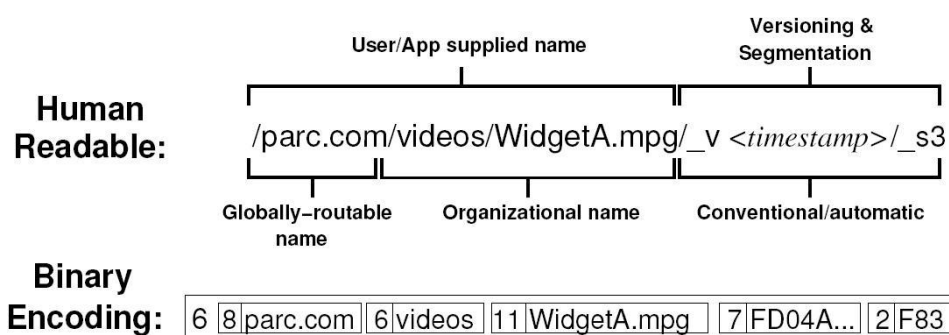 User/App supplied name
Versioning &
Segmentation
Human
Readable:
/parc.com/videos/WidgetA.mpg/_v <timestamp>/_s3
Globally–routable
name
Organizational name
Conventional/automatic
Binary
Encoding:
6 8 parc.com 6 videos 11 WidgetA.mpg 7 FD04A... 2 F83